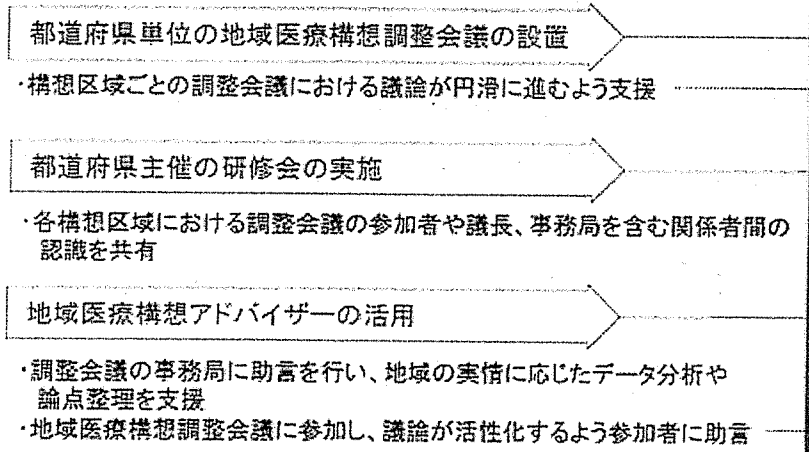 都道府県単位の地域医療構想調整会議の設置
・構想区域ごとの調整会議における議論が円滑に進むよう支援
都道府県主催の研修会の実施
・各構想区域における調整会議の参加者や議長、事務局を含む関係者間の
認識を共有
地域医療構想アドバイザーの活用
・調整会議の事務局に助言を行い、地域の実情に応じたデータ分析や
論点整理を支援
・地域医療構想調整会議に参加し、議論が活性化するよう参加者に助言